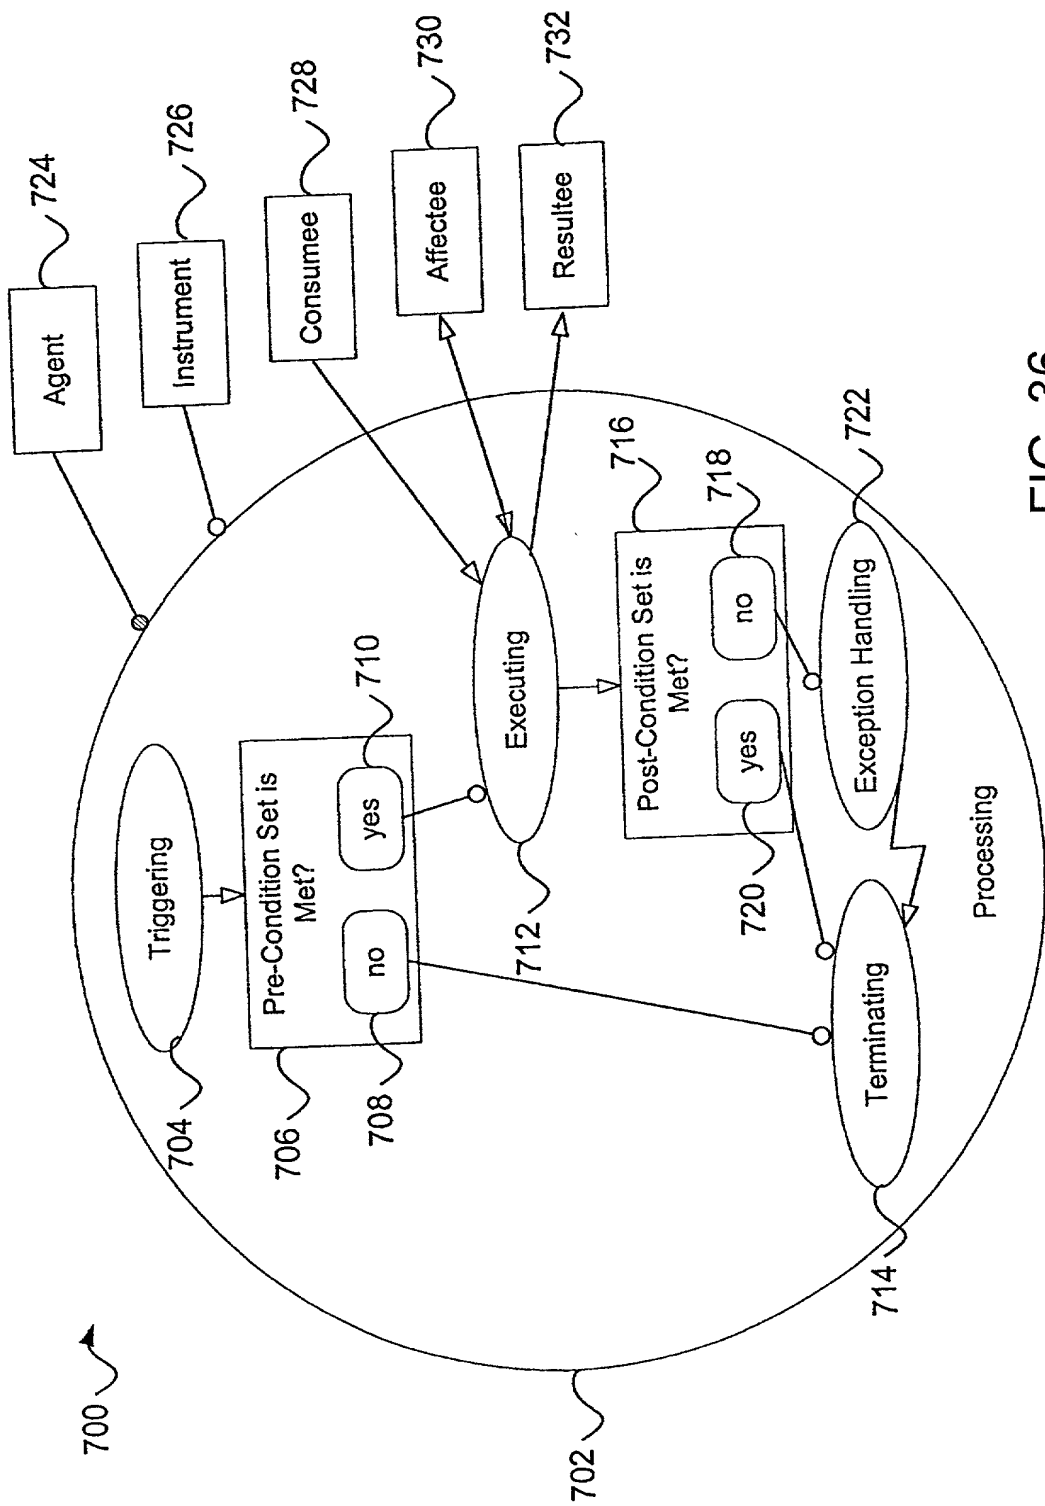 700
702
Agent
724
Instrument
726
Consumee
728
Affectee
730
Resultee
732
Triggering
704
Pre-Condition Set is
Met?
706
no
708
yes
710
Executing
712
Post-Condition Set is
Met?
716
yes
720
no
718
Exception Handling
722
Terminating
714
Processing
FIG. 36